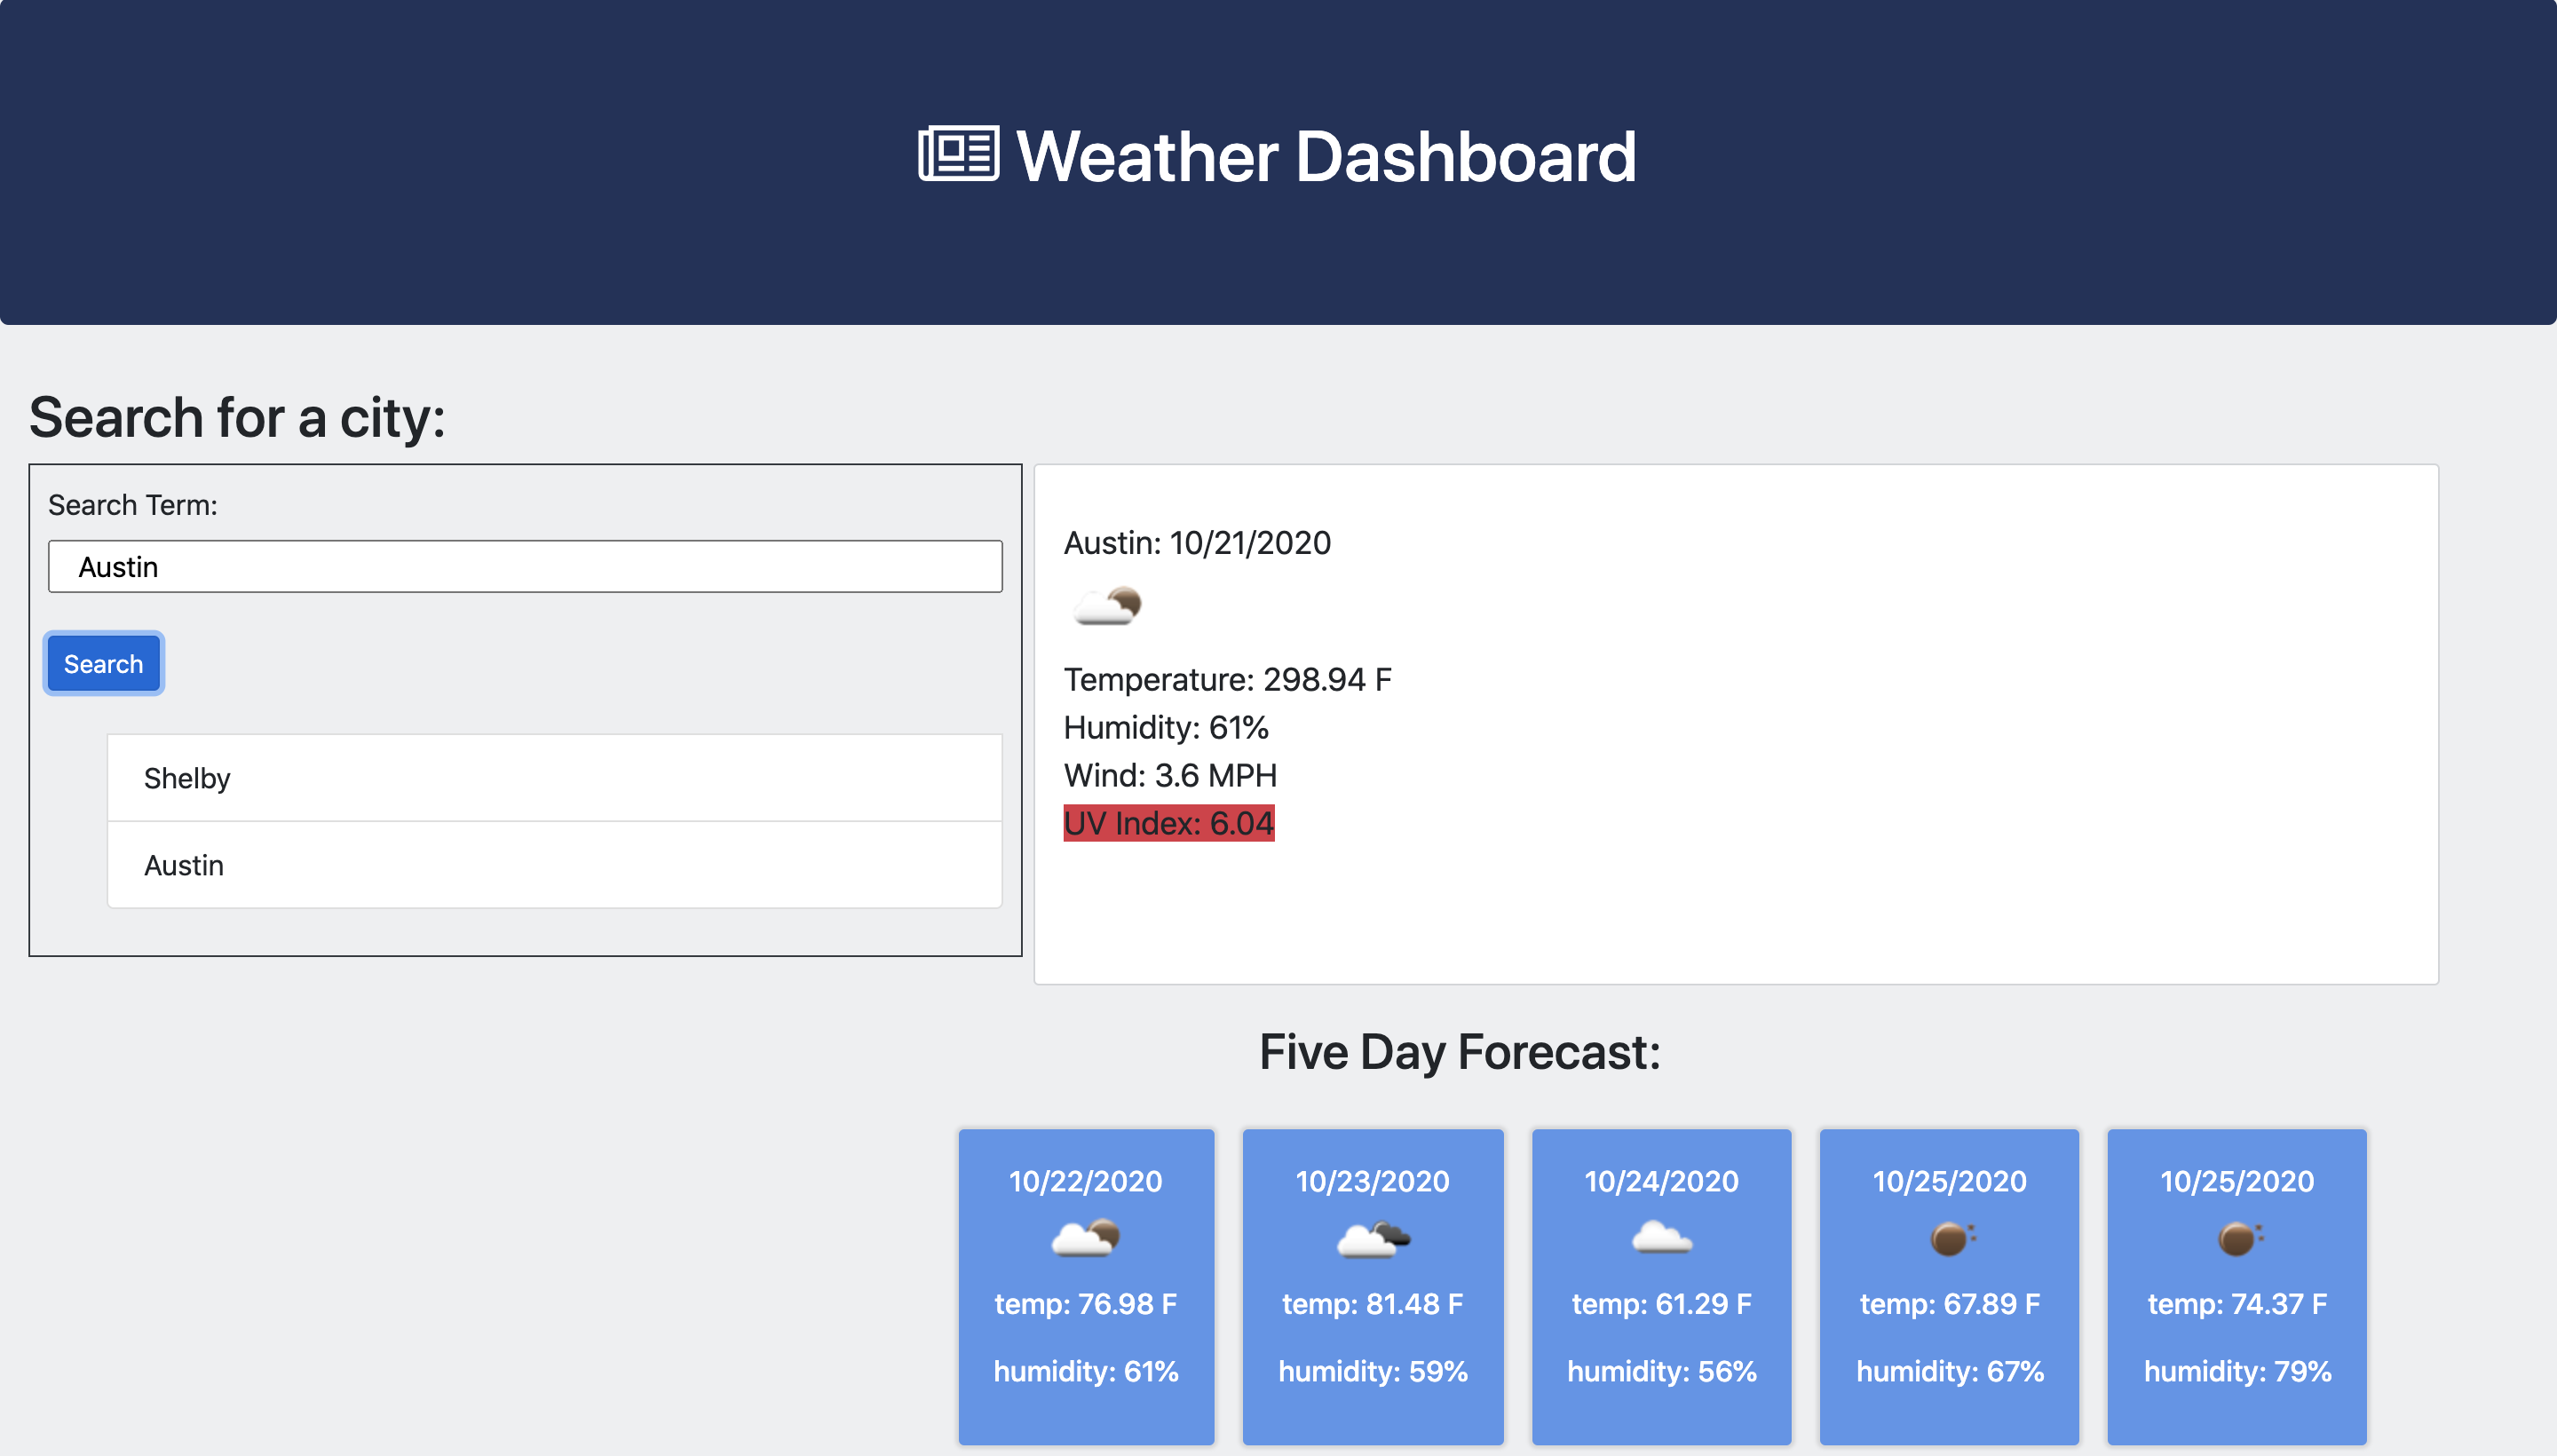 Weather Dashboard
Search for a city:
Search Term:
Austin
Search
Shelby
Austin
Austin: 10/21/2020
Temperature: 298.94 F
Humidity: 61%
Wind: 3.6 MPH
UV Index: 6.04
Five Day Forecast:
10/22/2020
temp: 76.98 F
humidity: 61%
10/23/2020
temp: 81.48 F
humidity: 59%
10/24/2020
temp: 61.29 F
humidity: 56%
10/25/2020
temp: 67.89 F
humidity: 67%
10/25/2020
temp: 74.37 F
humidity: 79%